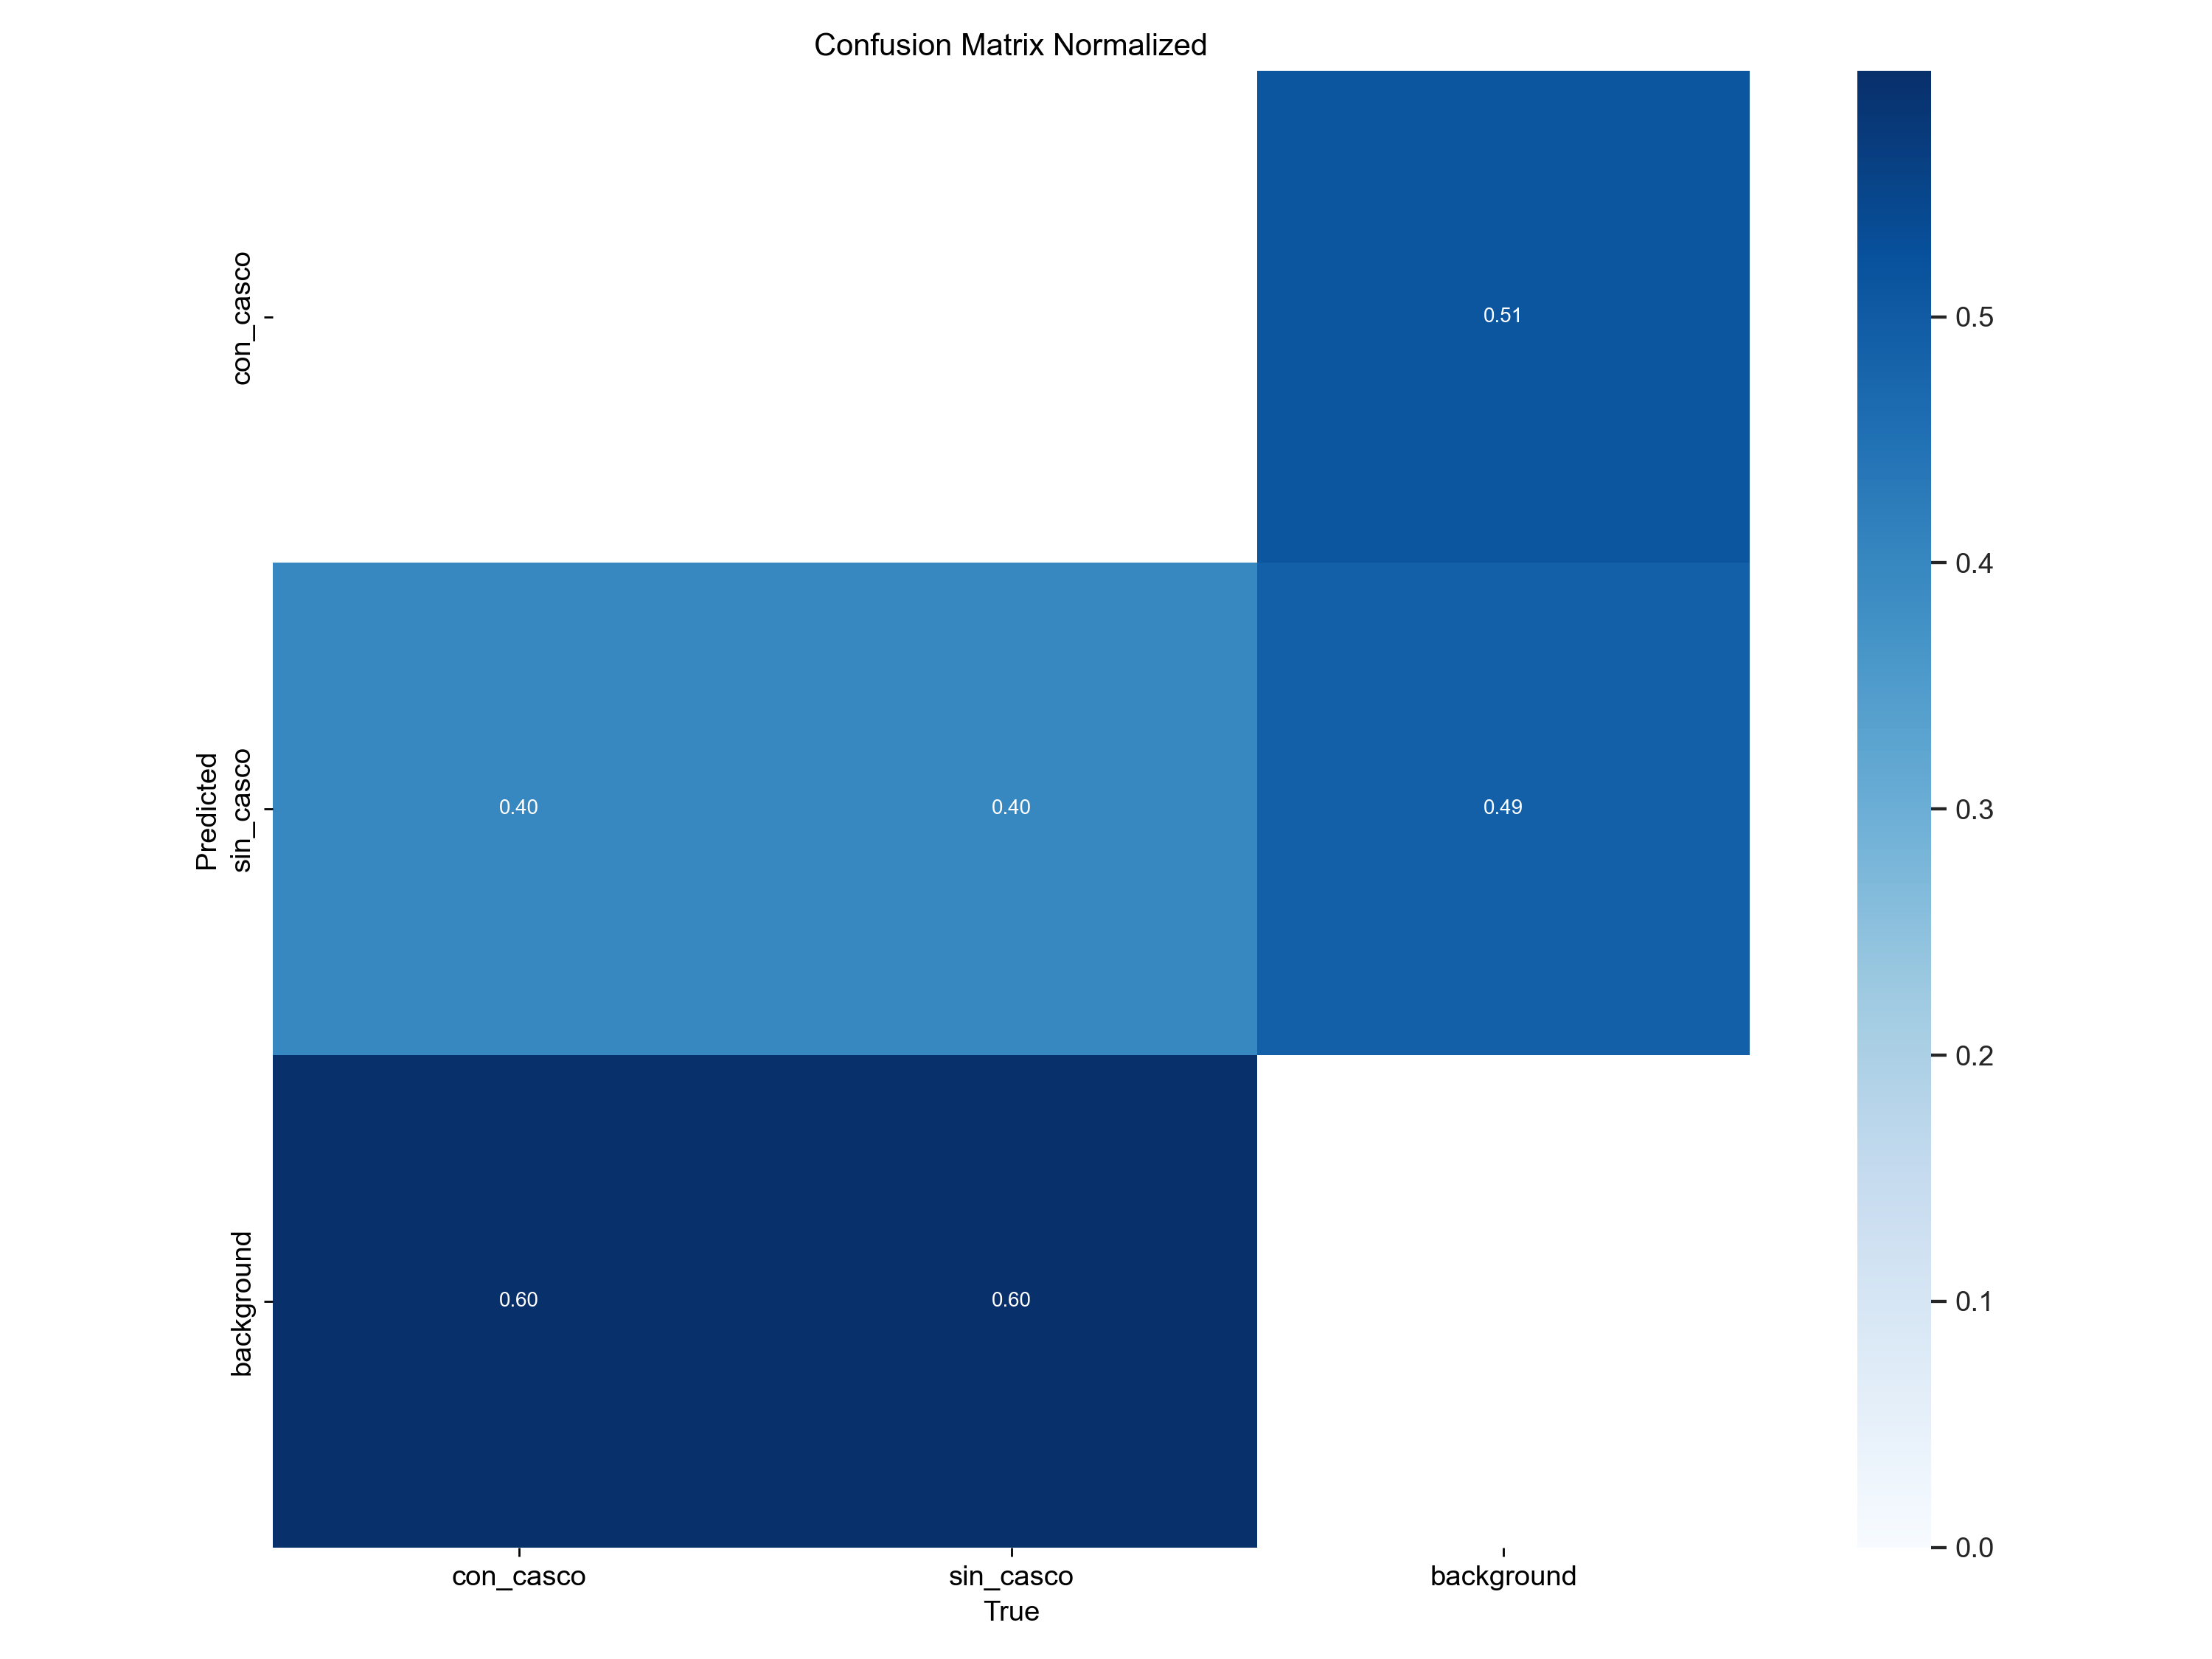 Confusion Matrix Normalized
con_casco
0.51
0.5
0.4
Predicted
sin_casco
0.40
0.40
0.49
0.3
0.2
background
0.60
0.60
0.1
0.0
con_casco
sin_casco
background
True